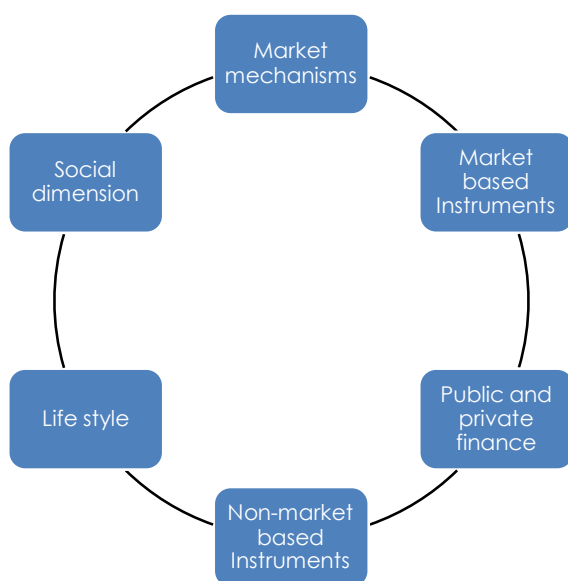 Market
mechanisms
Market
based
Instruments
Public and
private
finance
Non-market
based
Instruments
Life style
Social
dimension